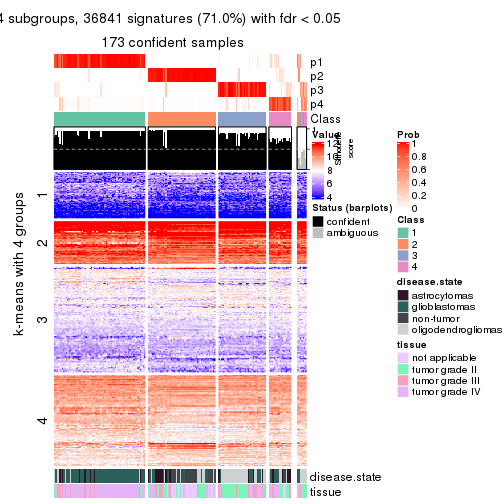 4 subgroups, 36841 signatures (71.0%) with fdr < 0.05
173 confident samples
p1
p2
p3
p4
Class
Silhouette score
1
2
3
4
k-means with 4 groups
disease.state
tissue
Value
12
8
6
4
Status (barplots)
confident
ambiguous
Prob
1
0.8
0.6
0.4
0.2
0
Class
1
2
3
4
disease.state
astrocytomas
glioblastomas
non-tumor
oligodendrogliomas
tissue
not applicable
tumor grade II
tumor grade III
tumor grade IV